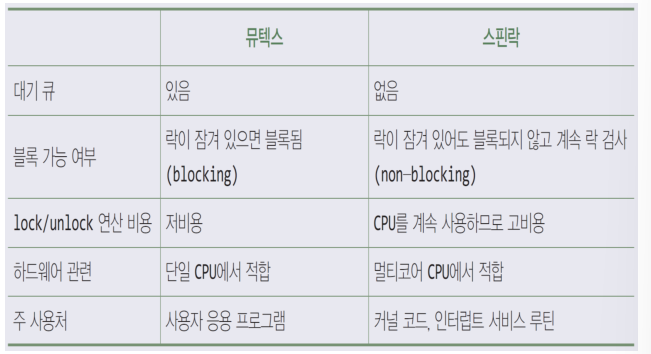 뮤텍스 스핀락
대기 큐 있음 없음
블록 가능 여부 락이 잠겨 있으면 블록됨 (blocking) 락이 잠겨 있어도 블록되지 않고 계속 락 검사 (non-blocking)
lock/unlock 연산 비용 저비용 CPU를 계속 사용하므로 고비용
하드웨어 관련 단일 CPU에서 적합 멀티코어 CPU에서 적합
주 사용처 사용자 응용 프로그램 커널 코드, 인터럽트 서비스 루틴